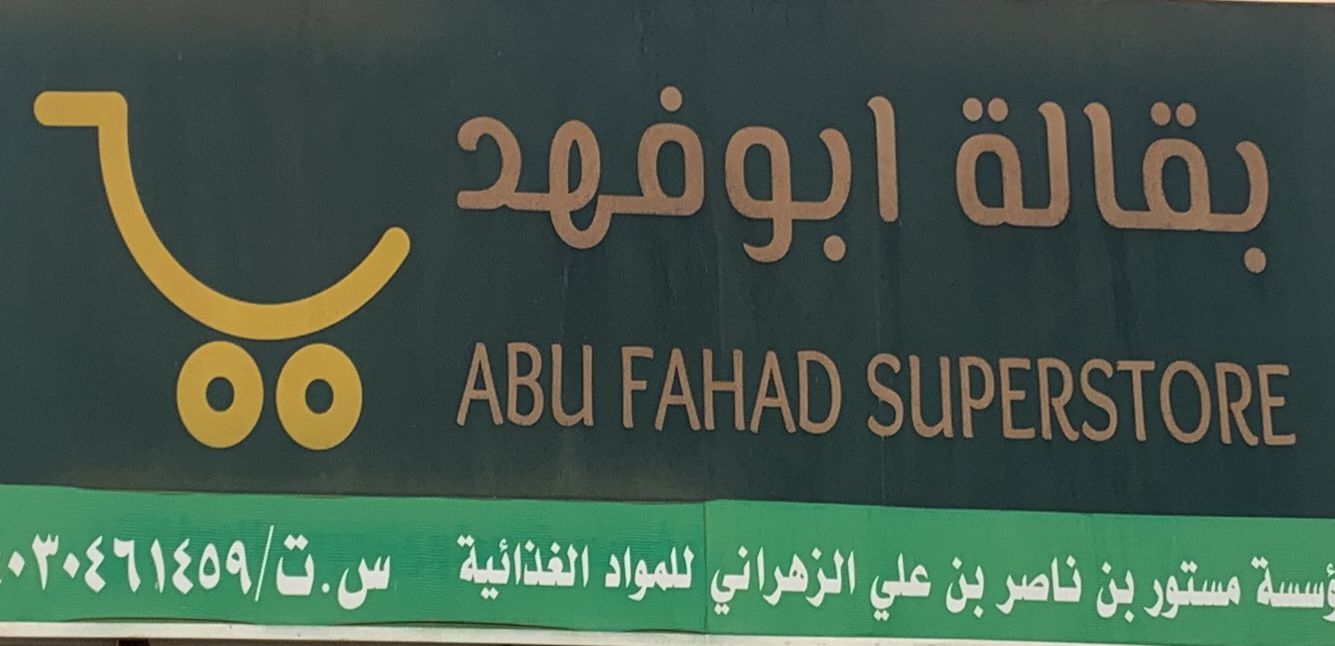 بقالة ابوفهد
ABU FAHAD SUPERSTORE
مستور بن ناصر بن علي الزهراني للمواد الغذائية س.ت/٠٣٠٤٦١٤٥٩